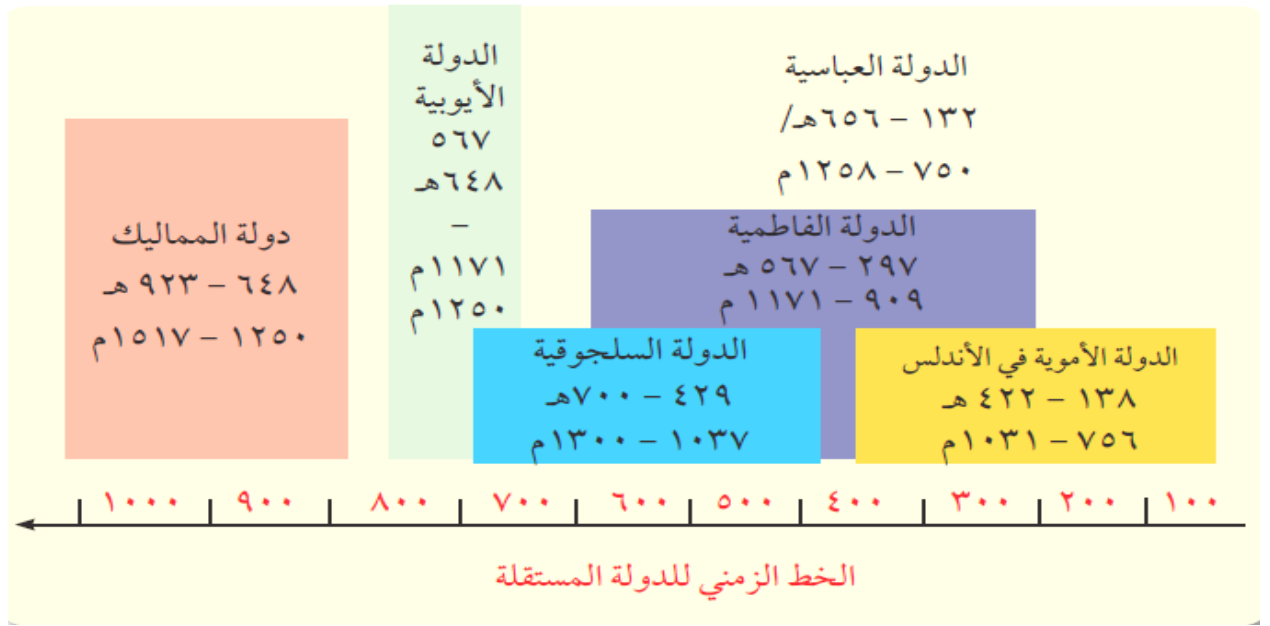 الدولة العباسية
١٣٢ – ٦٥٦هـ/
٧٥٠ – ١٢٥٨م
الدولة الفاطمية
٢٩٧ – ٥٦٧ هـ
٩٠٩ – ١١٧١ م
الدولة الأموية في الأندلس
١٣٨ – ٤٢٢ هـ
٧٥٦ – ١٠٣١م
الدولة السلجوقية
٤٢٩ – ٧٠٠هـ
١٠٣٧ – ١٣٠٠م
الدولة
الأيوبية
٥٦٧
٦٤٨هـ
–
١١٧١م
١٢٥٠م
دولة المماليك
٦٤٨ – ٩٢٣ هـ
١٢٥٠ – ١٥١٧م
١٠٠ ٢٠٠ ٣٠٠ ٤٠٠ ٥٠٠ ٦٠٠ ٧٠٠ ٨٠٠ ٩٠٠ ١٠٠٠
الخط الزمني للدولة المستقلة